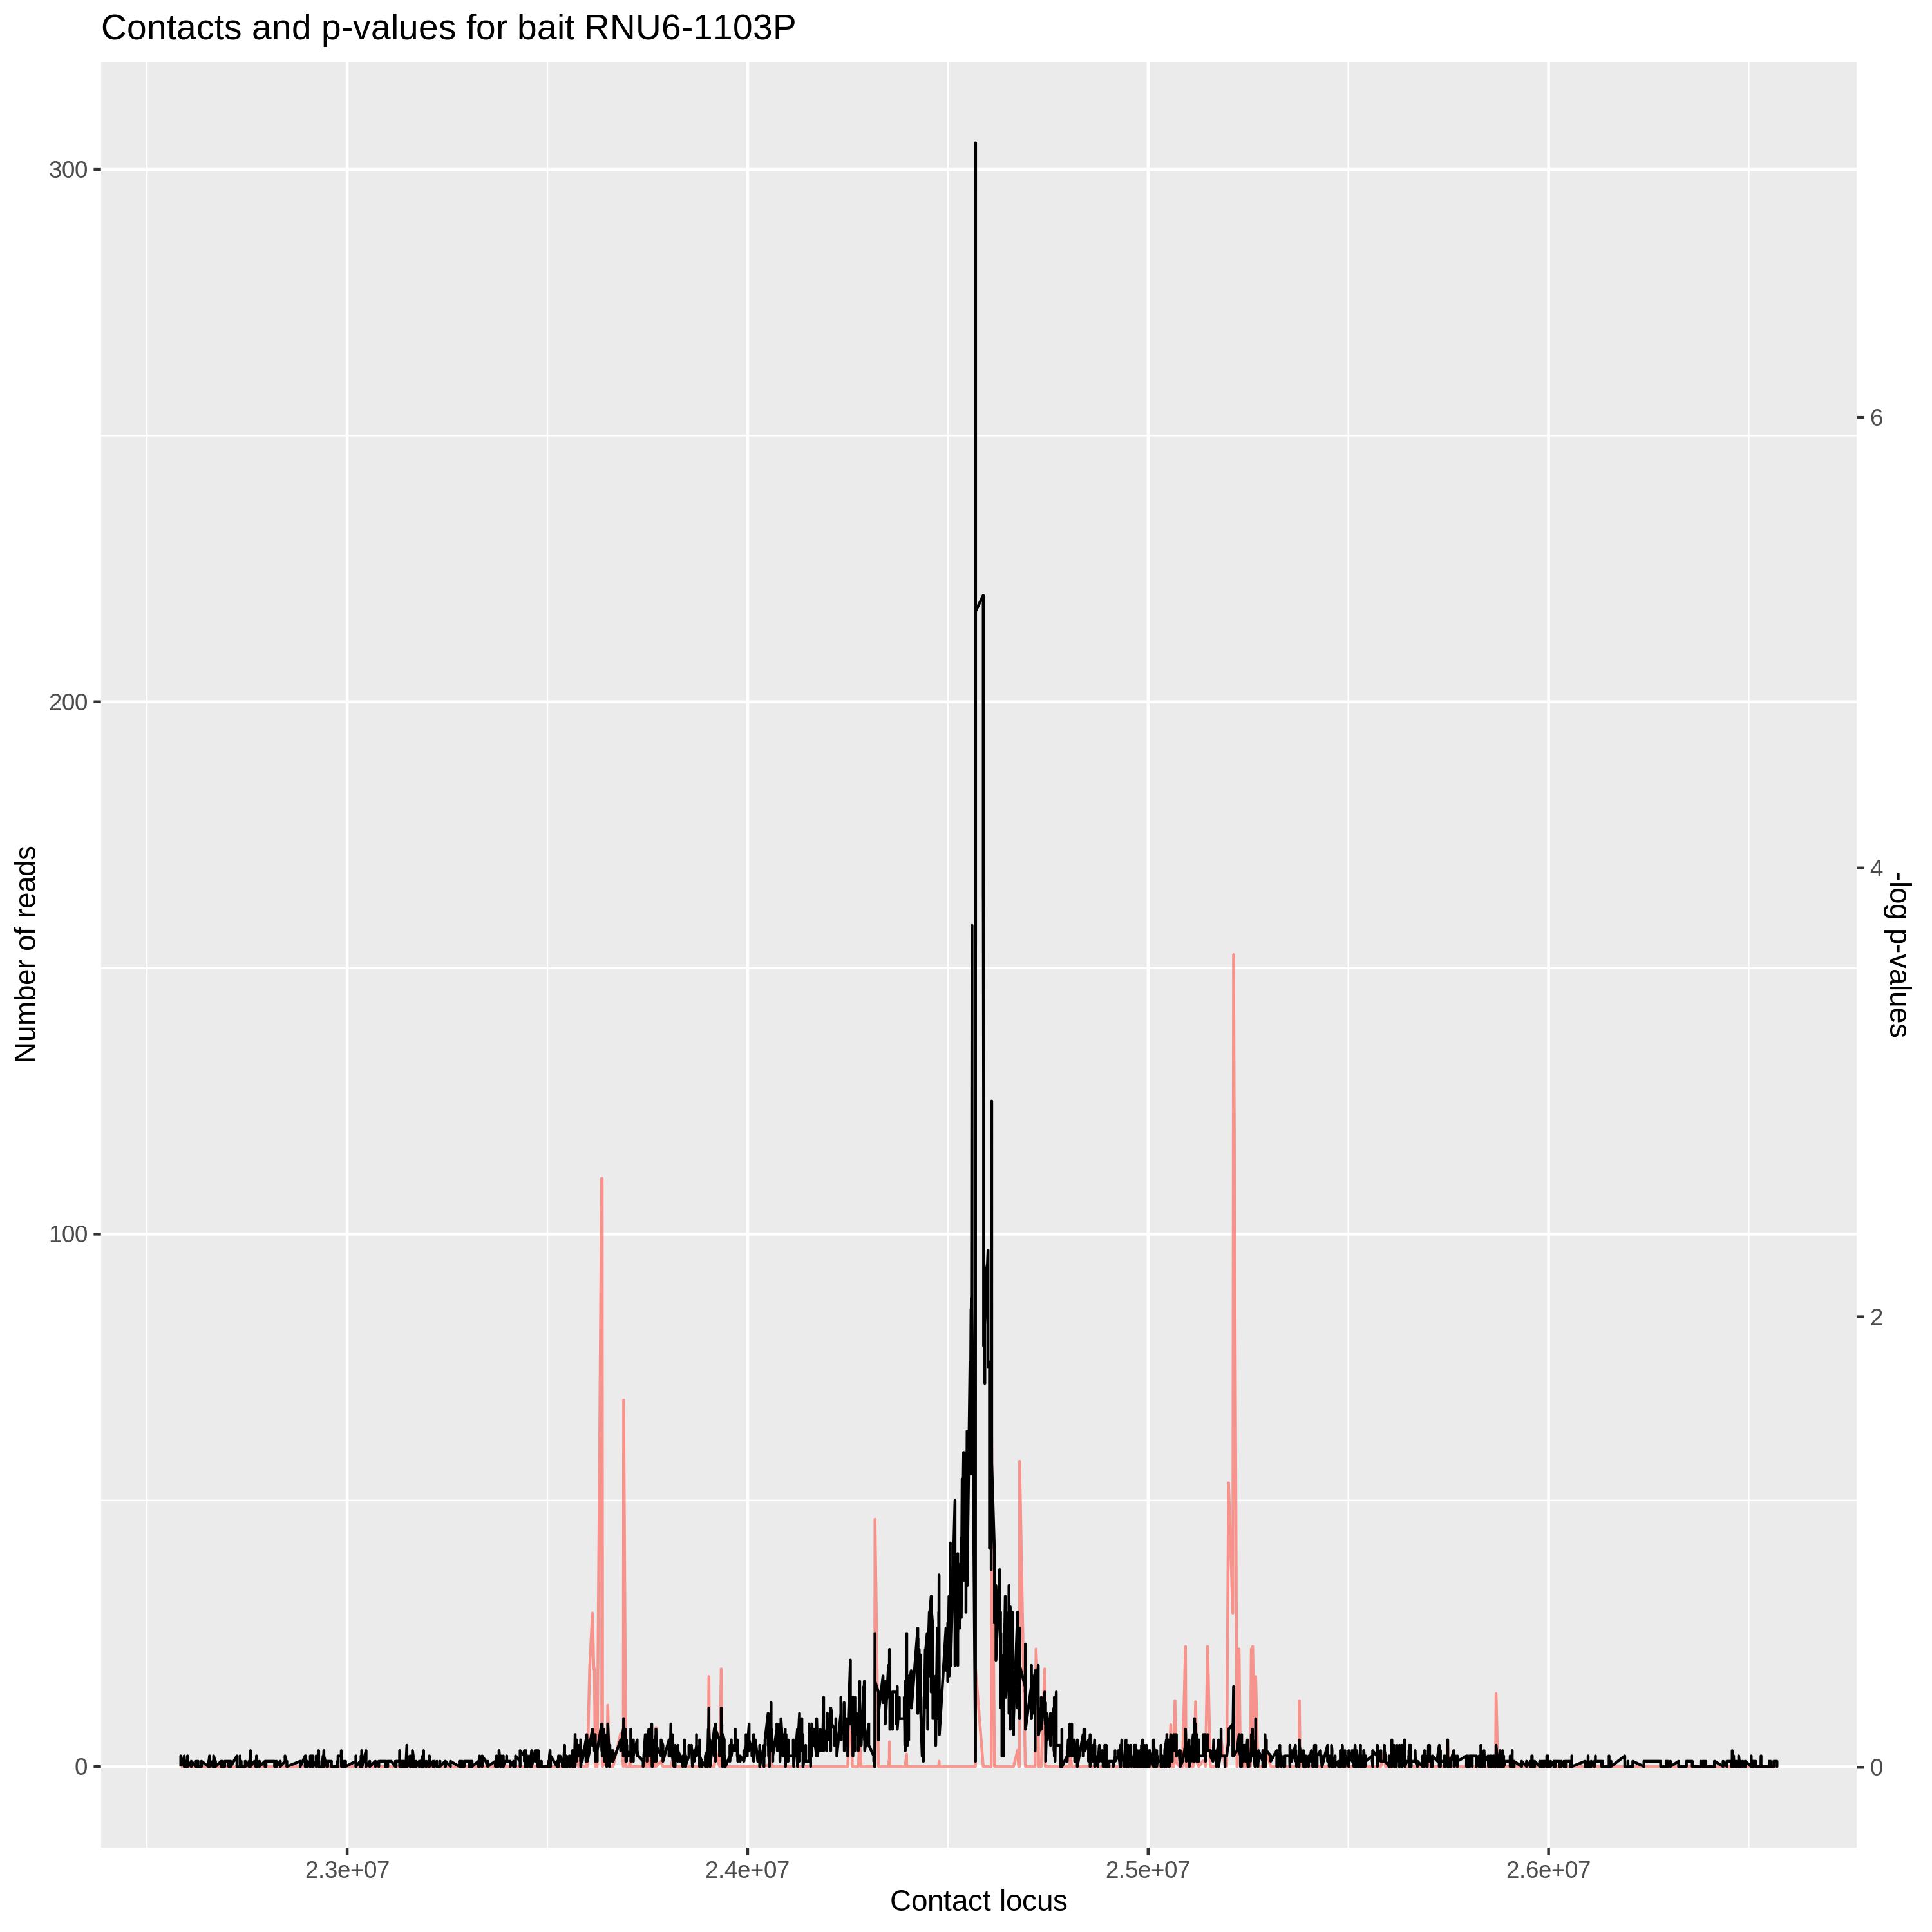 Contacts and p-values for bait RNU6-1103P
300
200
100
0
6
4
2
0
Number of reads
-log p-values
2.3e+07
2.4e+07
2.5e+07
2.6e+07
Contact locus